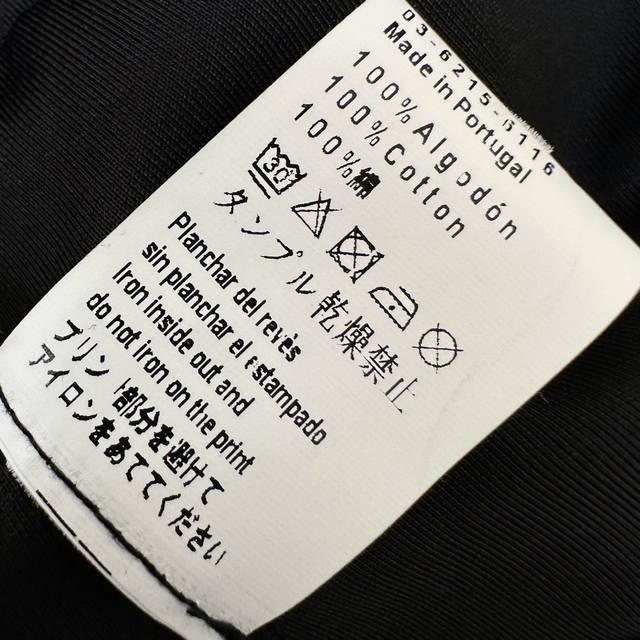 03-6215-6116
Made in Portugal
100% Algodón
100% Cotton
100%綿
30
タンブル乾燥禁止
Planchar del revés
sin planchar el estampado
Iron inside out and
do not iron on the print
プリント部分を避けて
アイロンをあててください